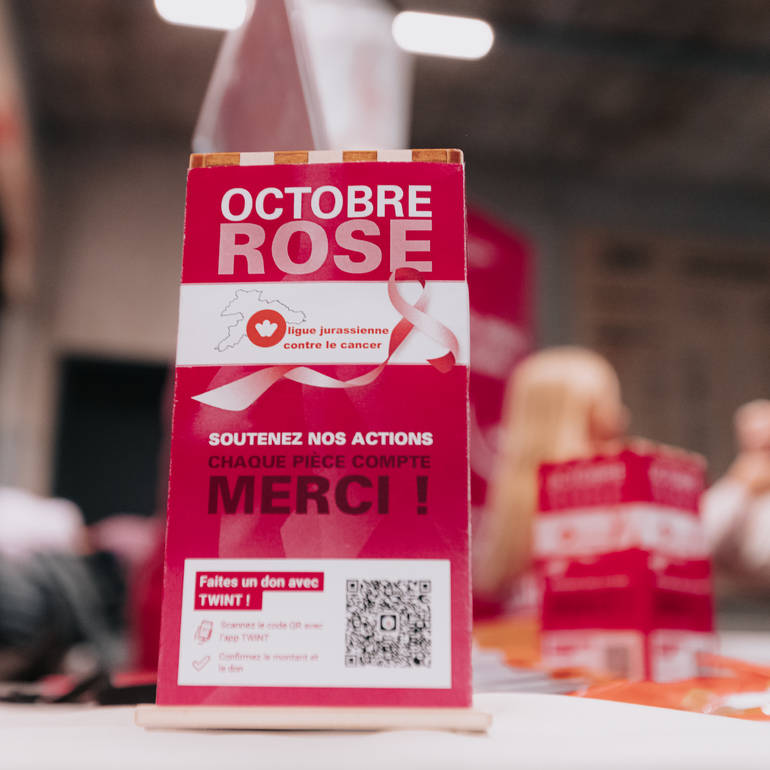 OCTOBRE
ROSE
ligue jurassienne
contre le cancer
SOUTENEZ NOS ACTIONS
CHAQUE PIÈCE COMPTE
MERCI !
Faites un don avec
TWINT !
Scannez le code QR avec
l'app TWINT
Confirmez le montant et
le don